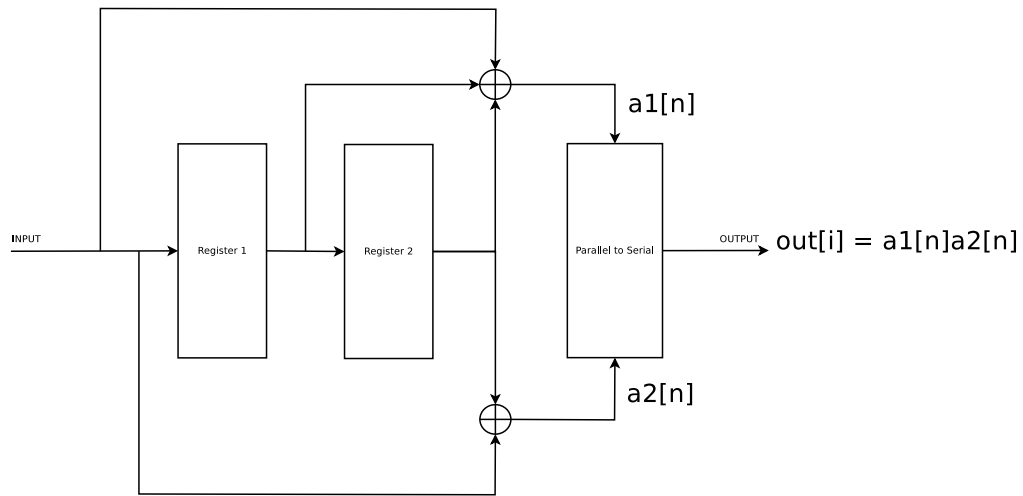 a1[n]
INPUT
Register 1
Register 2
Parallel to Serial
OUTPUT
out[i] = a1[n]a2[n]
a2[n]